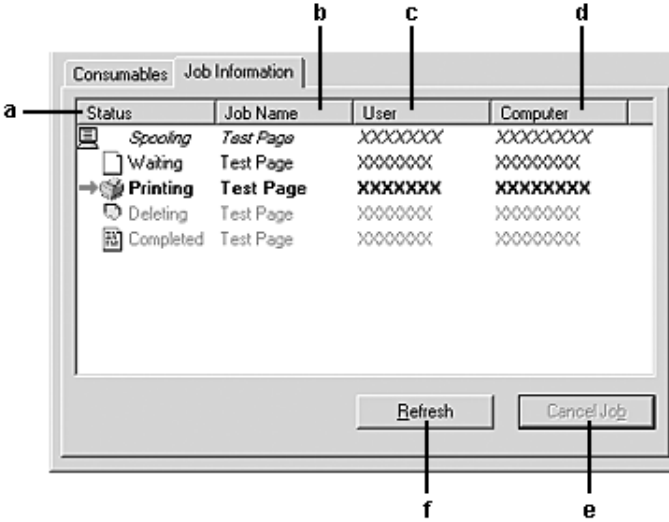 b c d
Consumables Job Information
a Status Job Name User Computer
Spooling Test Page XXXXXXX XXXXXXXX
Waiting Test Page XXXXXXX XXXXXXXX
Printing Test Page XXXXXXX XXXXXXXX
Deleting Test Page XXXXXXX XXXXXXXX
Completed Test Page XXXXXXX XXXXXXXX
Refresh Cancel Job
f e